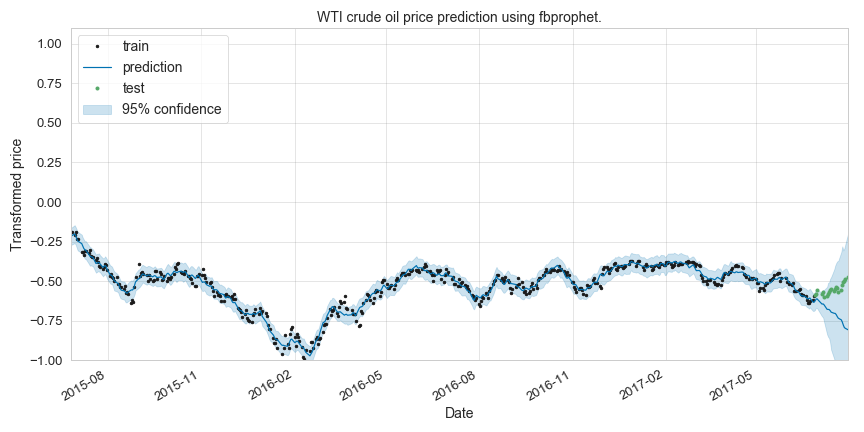 WTI crude oil price prediction using fbprophet.
train
prediction
test
95% confidence
Transformed price
1.00
0.75
0.50
0.25
0.00
−0.25
−0.50
−0.75
−1.00
2015-08
2015-11
2016-02
2016-05
2016-08
2016-11
2017-02
2017-05
Date